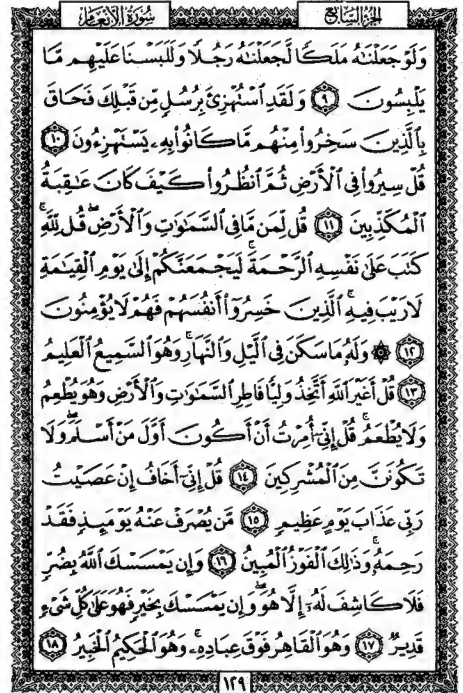 الجزء السابع سورة الأنعام
وَلَوْ جَعَلْنَٰهُ مَلَكًا لَّجَعَلْنَٰهُ رَجُلًا وَلَلَبَسْنَا عَلَيْهِم مَّا
يَلْبِسُونَ ٩ وَلَقَدِ ٱسْتُهْزِئَ بِرُسُلٍ مِّن قَبْلِكَ فَحَاقَ
بِٱلَّذِينَ سَخِرُوا۟ مِنْهُم مَّا كَانُوا۟ بِهِۦ يَسْتَهْزِءُونَ ١٠
قُلْ سِيرُوا۟ فِى ٱلْأَرْضِ ثُمَّ ٱنظُرُوا۟ كَيْفَ كَانَ عَٰقِبَةُ
ٱلْمُكَذِّبِينَ ١١ قُل لِّمَن مَّا فِى ٱلسَّمَٰوَٰتِ وَٱلْأَرْضِ ۖ قُل لِّلَّهِ ۚ
كَتَبَ عَلَىٰ نَفْسِهِ ٱلرَّحْمَةَ ۚ لَيَجْمَعَنَّكُمْ إِلَىٰ يَوْمِ ٱلْقِيَٰمَةِ
لَا رَيْبَ فِيهِ ۚ ٱلَّذِينَ خَسِرُوٓا۟ أَنفُسَهُمْ فَهُمْ لَا يُؤْمِنُونَ
١٢ ۞ وَلَهُۥ مَا سَكَنَ فِى ٱلَّيْلِ وَٱلنَّهَارِ ۚ وَهُوَ ٱلسَّمِيعُ ٱلْعَلِيمُ
١٣ قُلْ أَغَيْرَ ٱللَّهِ أَتَّخِذُ وَلِيًّا فَاطِرِ ٱلسَّمَٰوَٰتِ وَٱلْأَرْضِ وَهُوَ يُطْعِمُ
وَلَا يُطْعَمُ ۗ قُلْ إِنِّىٓ أُمِرْتُ أَنْ أَكُونَ أَوَّلَ مَنْ أَسْلَمَ ۖ وَلَا
تَكُونَنَّ مِنَ ٱلْمُشْرِكِينَ ١٤ قُلْ إِنِّىٓ أَخَافُ إِنْ عَصَيْتُ
رَبِّى عَذَابَ يَوْمٍ عَظِيمٍ ١٥ مَّن يُصْرَفْ عَنْهُ يَوْمَئِذٍ فَقَدْ
رَحِمَهُۥ ۚ وَذَٰلِكَ ٱلْفَوْزُ ٱلْمُبِينُ ١٦ وَإِن يَمْسَسْكَ ٱللَّهُ بِضُرٍّ
فَلَا كَاشِفَ لَهُۥٓ إِلَّا هُوَ ۖ وَإِن يَمْسَسْكَ بِخَيْرٍ فَهُوَ عَلَىٰ كُلِّ شَىْءٍ
قَدِيرٌ ١٧ وَهُوَ ٱلْقَاهِرُ فَوْقَ عِبَادِهِۦ ۚ وَهُوَ ٱلْحَكِيمُ ٱلْخَبِيرُ ١٨
١٢٩